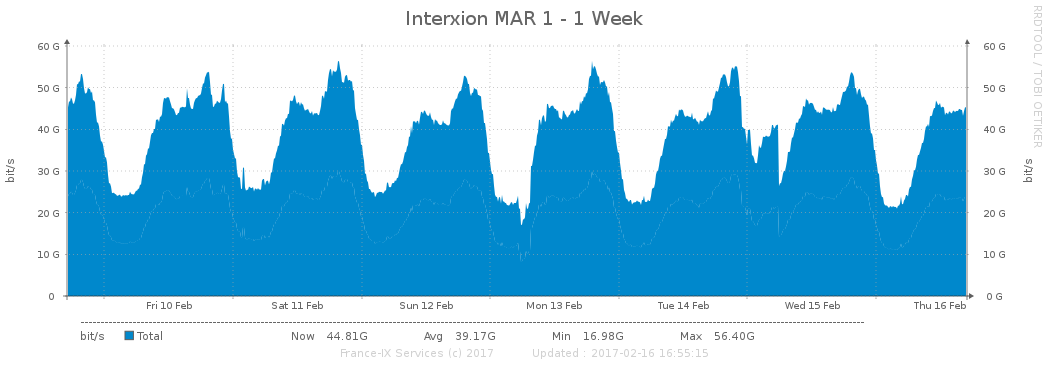 Interxion MAR 1 - 1 Week
RRDTOOL / TOBI OETIKER
bit/s
60 G
50 G
40 G
30 G
20 G
10 G
0
60 G
50 G
40 G
30 G
20 G
10 G
0 G
bit/s
Fri 10 Feb Sat 11 Feb Sun 12 Feb Mon 13 Feb Tue 14 Feb Wed 15 Feb Thu 16 Feb
bit/s Total Now 44.81G Avg 39.17G Min 16.98G Max 56.40G
France-IX Services (c) 2017 Updated : 2017-02-16 16:55:15